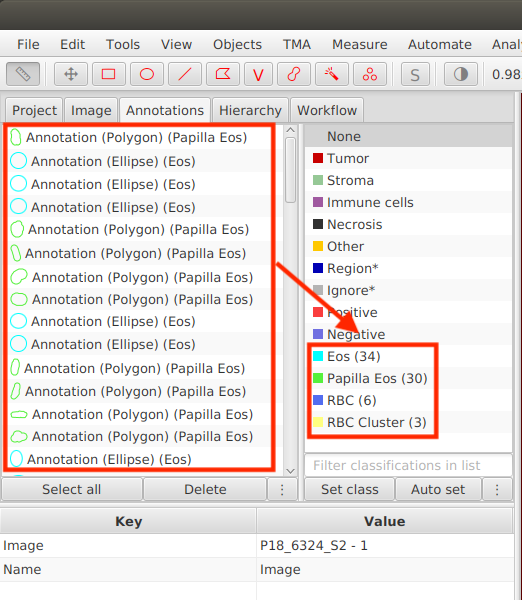 File Edit Tools View Objects TMA Measure Automate Anal
S 0.98
Project Image Annotations Hierarchy Workflow
Annotation (Polygon) (Papilla Eos)
Annotation (Ellipse) (Eos)
Annotation (Ellipse) (Eos)
Annotation (Ellipse) (Eos)
Annotation (Polygon) (Papilla Eos)
Annotation (Polygon) (Papilla Eos)
Annotation (Polygon) (Papilla Eos)
Annotation (Polygon) (Papilla Eos)
Annotation (Ellipse) (Eos)
Annotation (Ellipse) (Eos)
Annotation (Polygon) (Papilla Eos)
Annotation (Polygon) (Papilla Eos)
Annotation (Polygon) (Papilla Eos)
Annotation (Polygon) (Papilla Eos)
Annotation (Ellipse) (Eos)
None
Tumor
Stroma
Immune cells
Necrosis
Other
Region*
Ignore*
Positive
Negative
Eos (34)
Papilla Eos (30)
RBC (6)
RBC Cluster (3)
Filter classifications in list
Select all Delete ⋮ Set class Auto set ⋮
Key Value
Image P18_6324_S2 - 1
Name Image